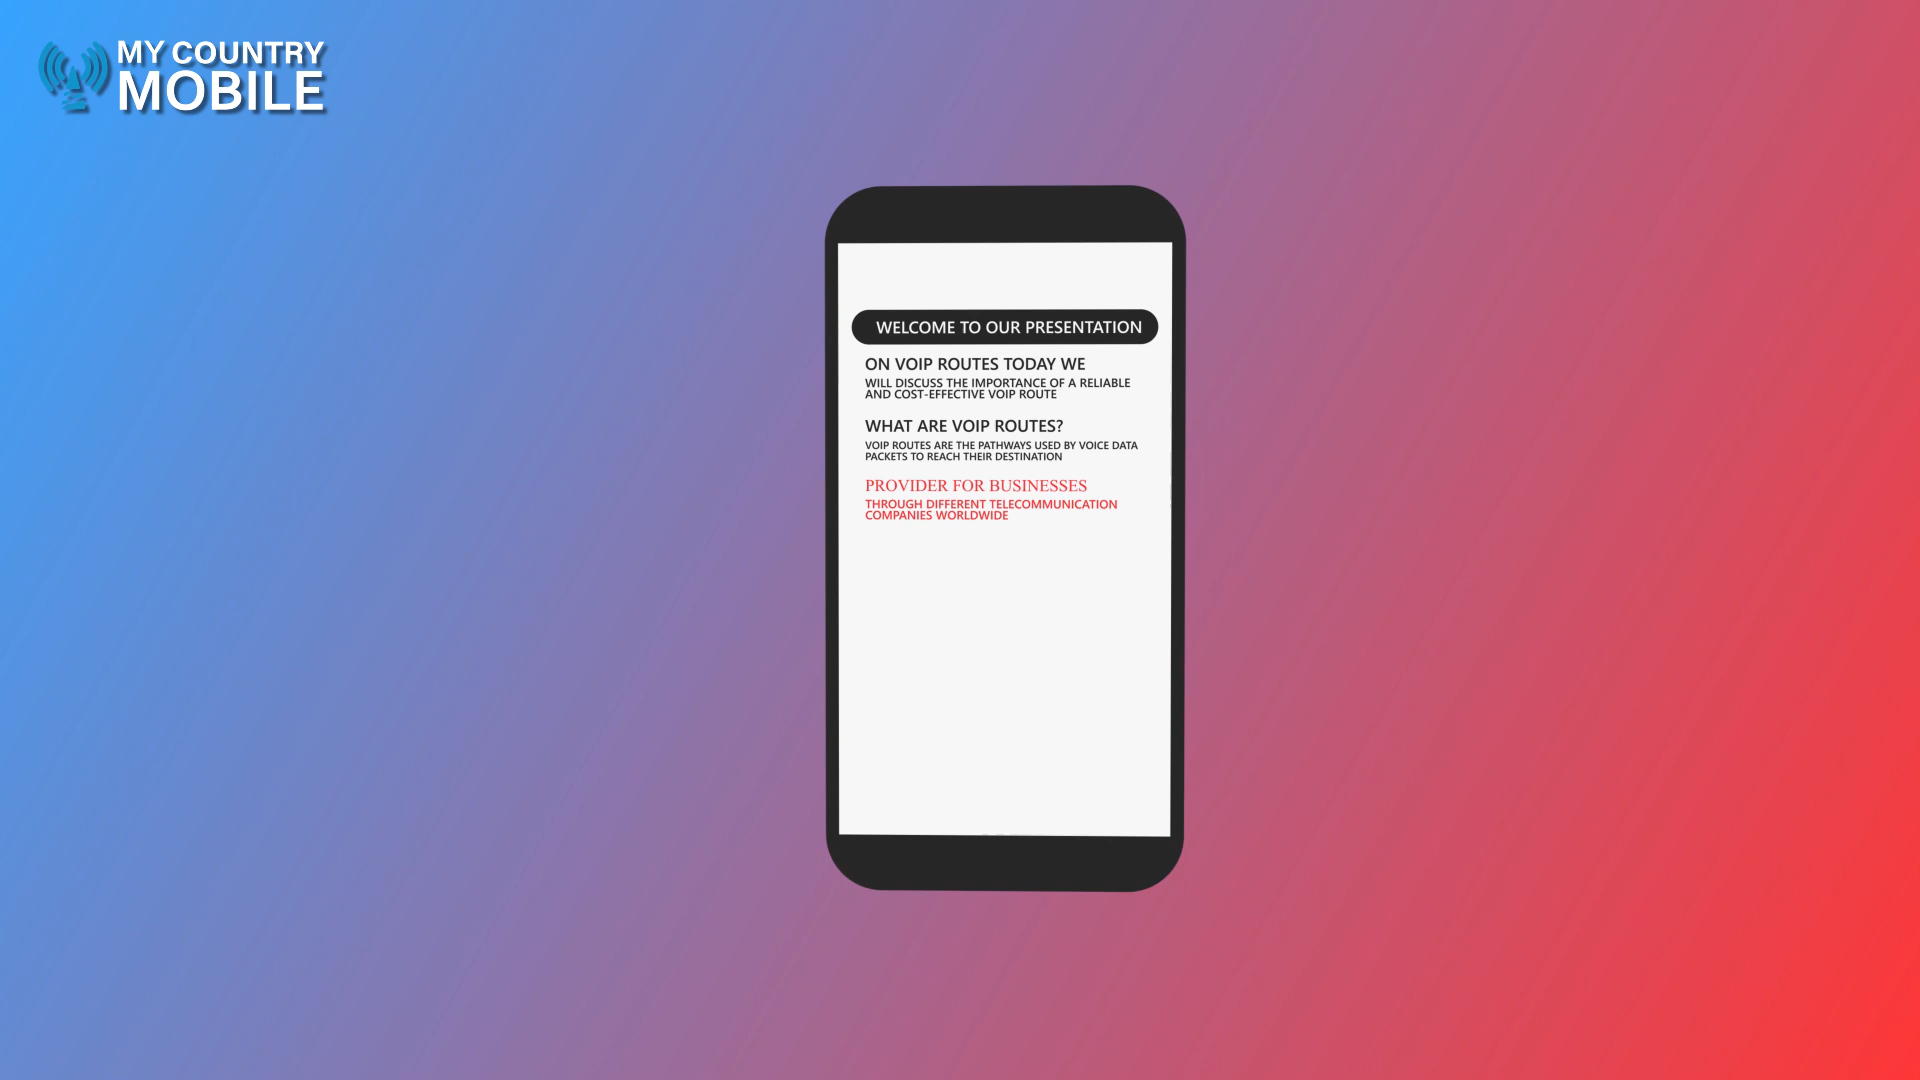 MY COUNTRY
MOBILE
WELCOME TO OUR PRESENTATION
ON VOIP ROUTES TODAY WE
WILL DISCUSS THE IMPORTANCE OF A RELIABLE
AND COST-EFFECTIVE VOIP ROUTE
WHAT ARE VOIP ROUTES?
VOIP ROUTES ARE THE PATHWAYS USED BY VOICE DATA
PACKETS TO REACH THEIR DESTINATION
PROVIDER FOR BUSINESSES
THROUGH DIFFERENT TELECOMMUNICATION
COMPANIES WORLDWIDE